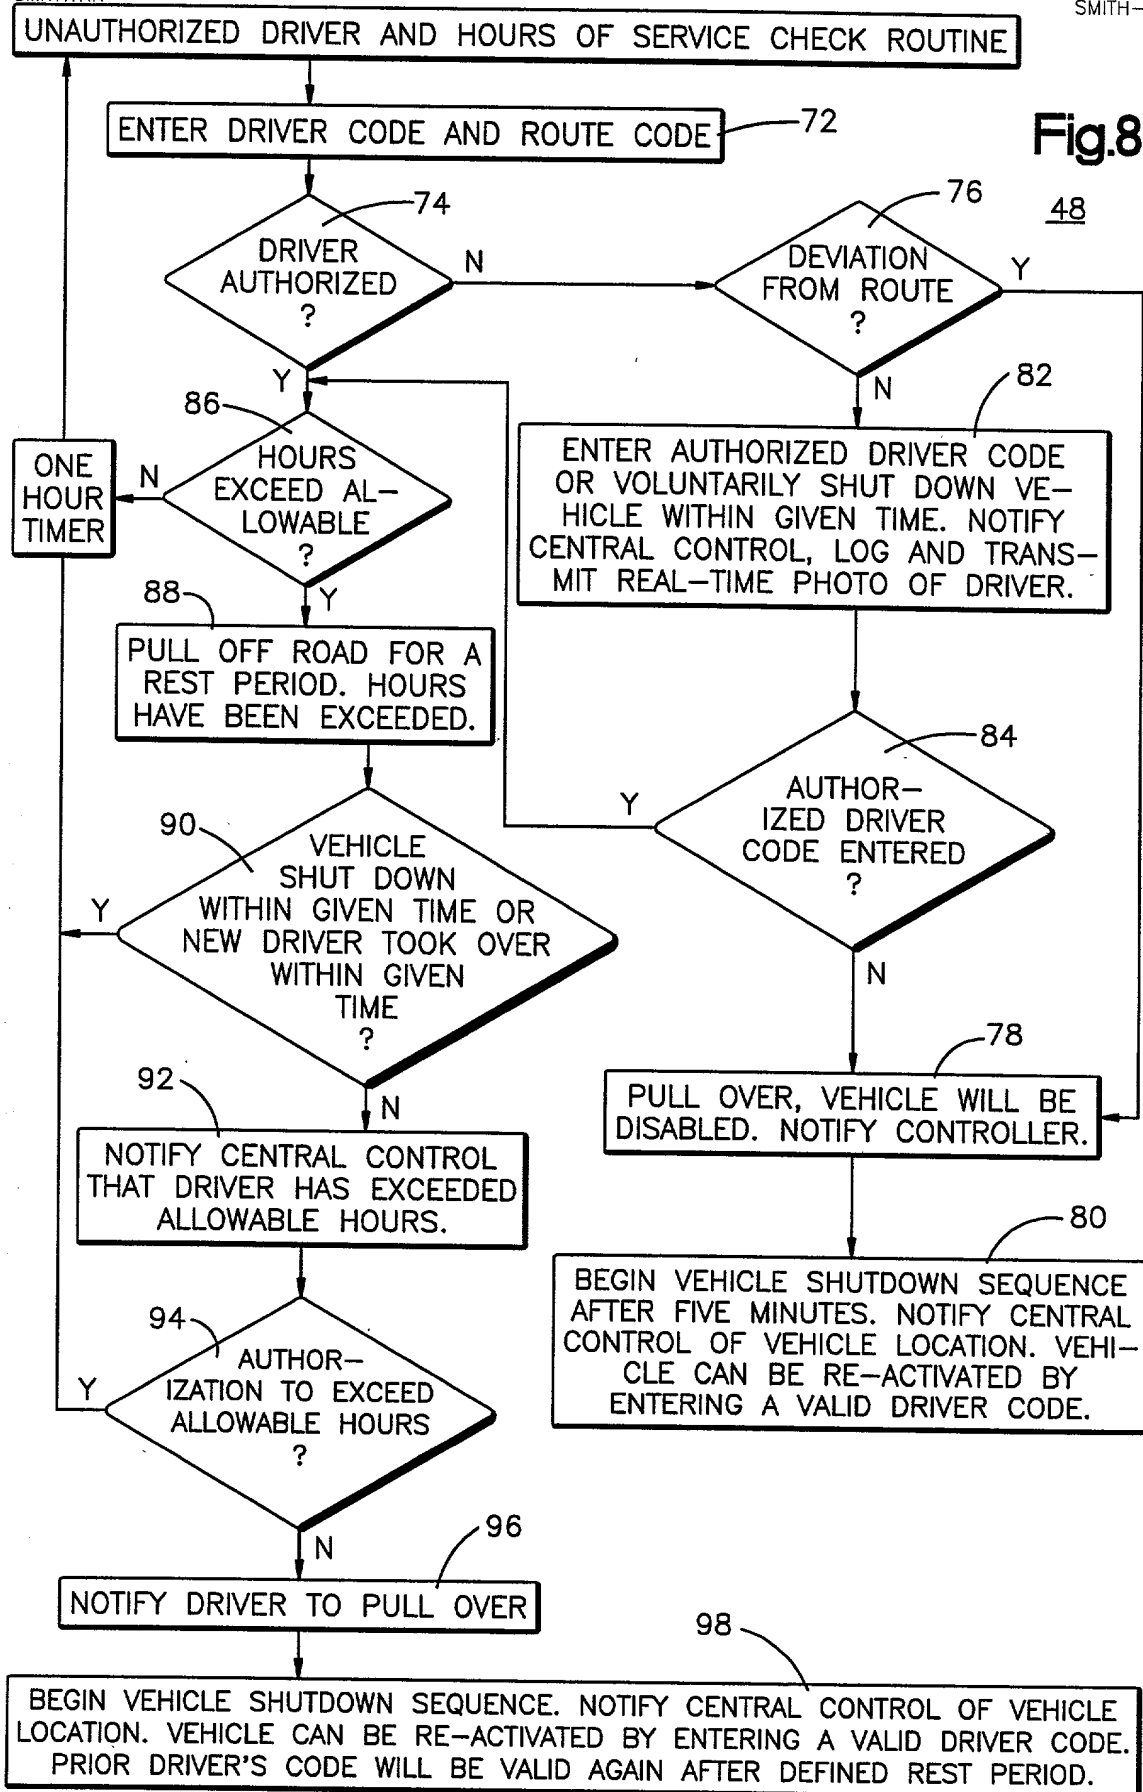 SMITH-
UNAUTHORIZED DRIVER AND HOURS OF SERVICE CHECK ROUTINE
ENTER DRIVER CODE AND ROUTE CODE
72
Fig.8
48
74
DRIVER
AUTHORIZED
?
N
Y
76
DEVIATION
FROM ROUTE
?
Y
N
86
HOURS
EXCEED AL-
LOWABLE
?
N
Y
ONE
HOUR
TIMER
82
ENTER AUTHORIZED DRIVER CODE
OR VOLUNTARILY SHUT DOWN VE-
HICLE WITHIN GIVEN TIME. NOTIFY
CENTRAL CONTROL, LOG AND TRANS-
MIT REAL-TIME PHOTO OF DRIVER.
88
PULL OFF ROAD FOR A
REST PERIOD. HOURS
HAVE BEEN EXCEEDED.
84
AUTHOR-
IZED DRIVER
CODE ENTERED
?
Y
N
90
VEHICLE
SHUT DOWN
WITHIN GIVEN TIME OR
NEW DRIVER TOOK OVER
WITHIN GIVEN
TIME
?
Y
N
78
PULL OVER, VEHICLE WILL BE
DISABLED. NOTIFY CONTROLLER.
92
NOTIFY CENTRAL CONTROL
THAT DRIVER HAS EXCEEDED
ALLOWABLE HOURS.
80
BEGIN VEHICLE SHUTDOWN SEQUENCE
AFTER FIVE MINUTES. NOTIFY CENTRAL
CONTROL OF VEHICLE LOCATION. VEHI-
CLE CAN BE RE-ACTIVATED BY
ENTERING A VALID DRIVER CODE.
94
AUTHOR-
IZATION TO EXCEED
ALLOWABLE HOURS
?
Y
N
96
NOTIFY DRIVER TO PULL OVER
98
BEGIN VEHICLE SHUTDOWN SEQUENCE. NOTIFY CENTRAL CONTROL OF VEHICLE
LOCATION. VEHICLE CAN BE RE-ACTIVATED BY ENTERING A VALID DRIVER CODE.
PRIOR DRIVER'S CODE WILL BE VALID AGAIN AFTER DEFINED REST PERIOD.